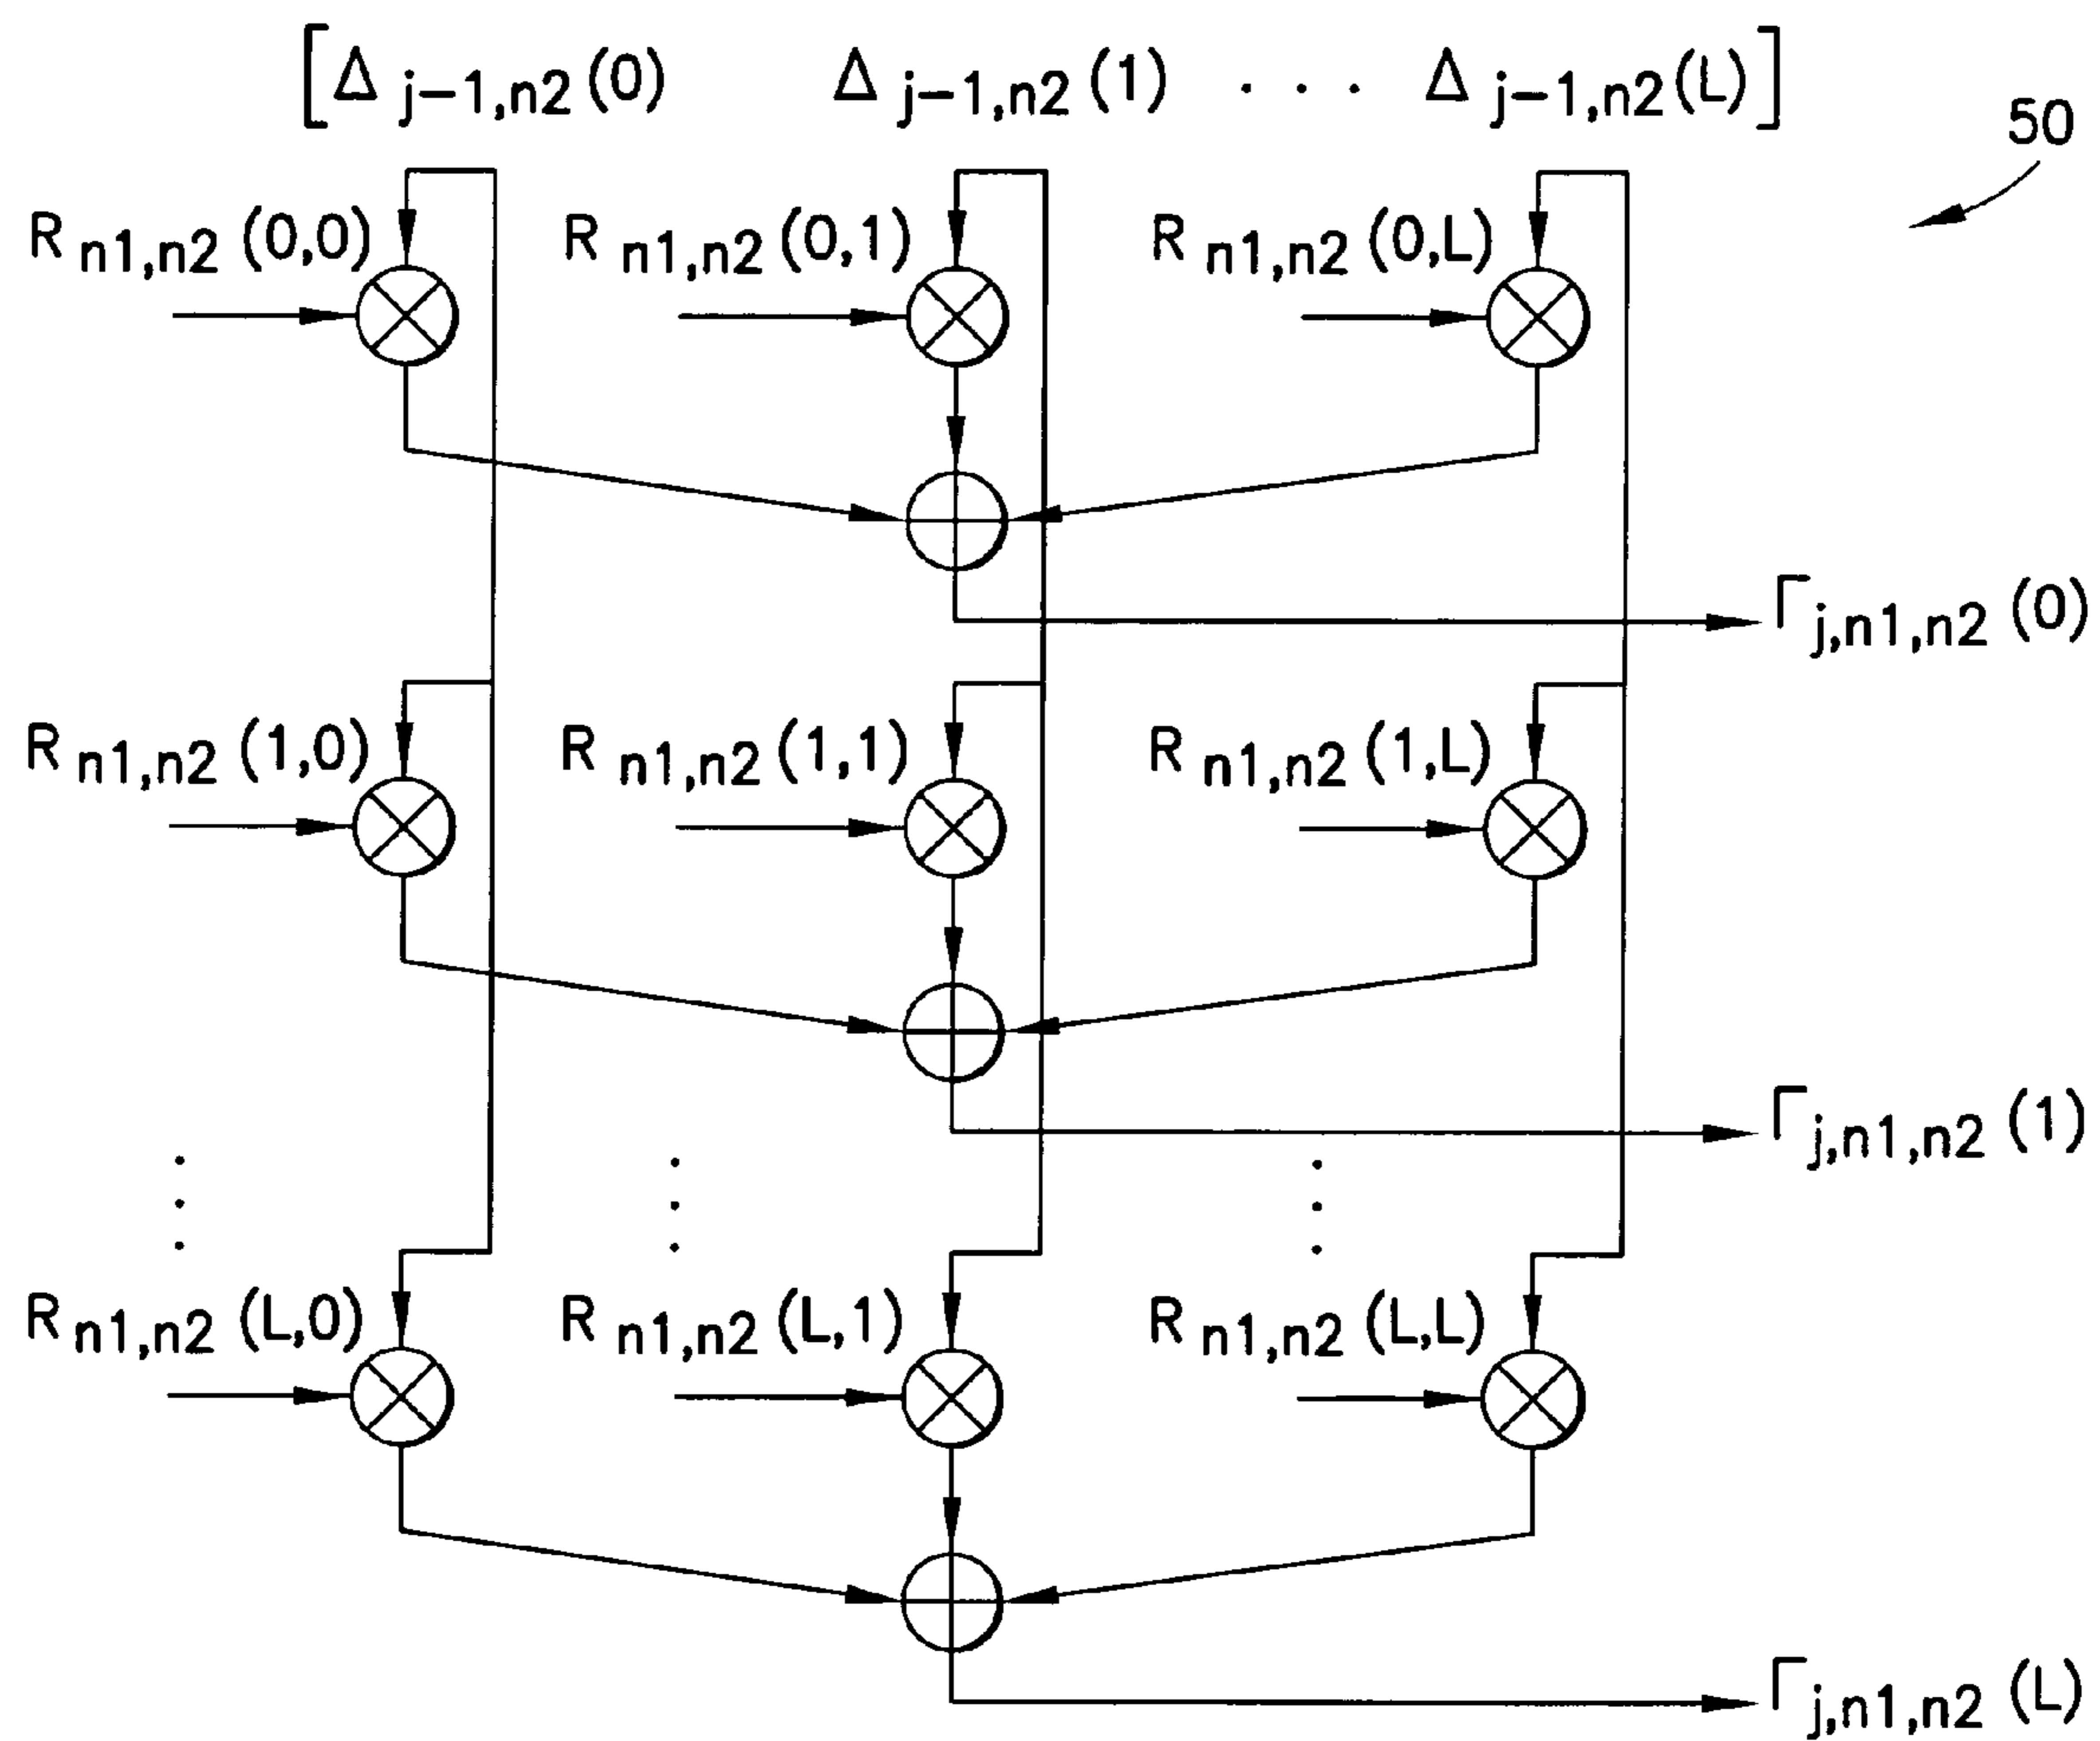 [Δ j−1,n2 (0) Δ j−1,n2 (1) . . . Δ j−1,n2 (L)]
50
R n1,n2 (0,0) R n1,n2 (0,1) R n1,n2 (0,L)
Γ j,n1,n2 (0)
R n1,n2 (1,0) R n1,n2 (1,1) R n1,n2 (1,L)
Γ j,n1,n2 (1)
R n1,n2 (L,0) R n1,n2 (L,1) R n1,n2 (L,L)
Γ j,n1,n2 (L)